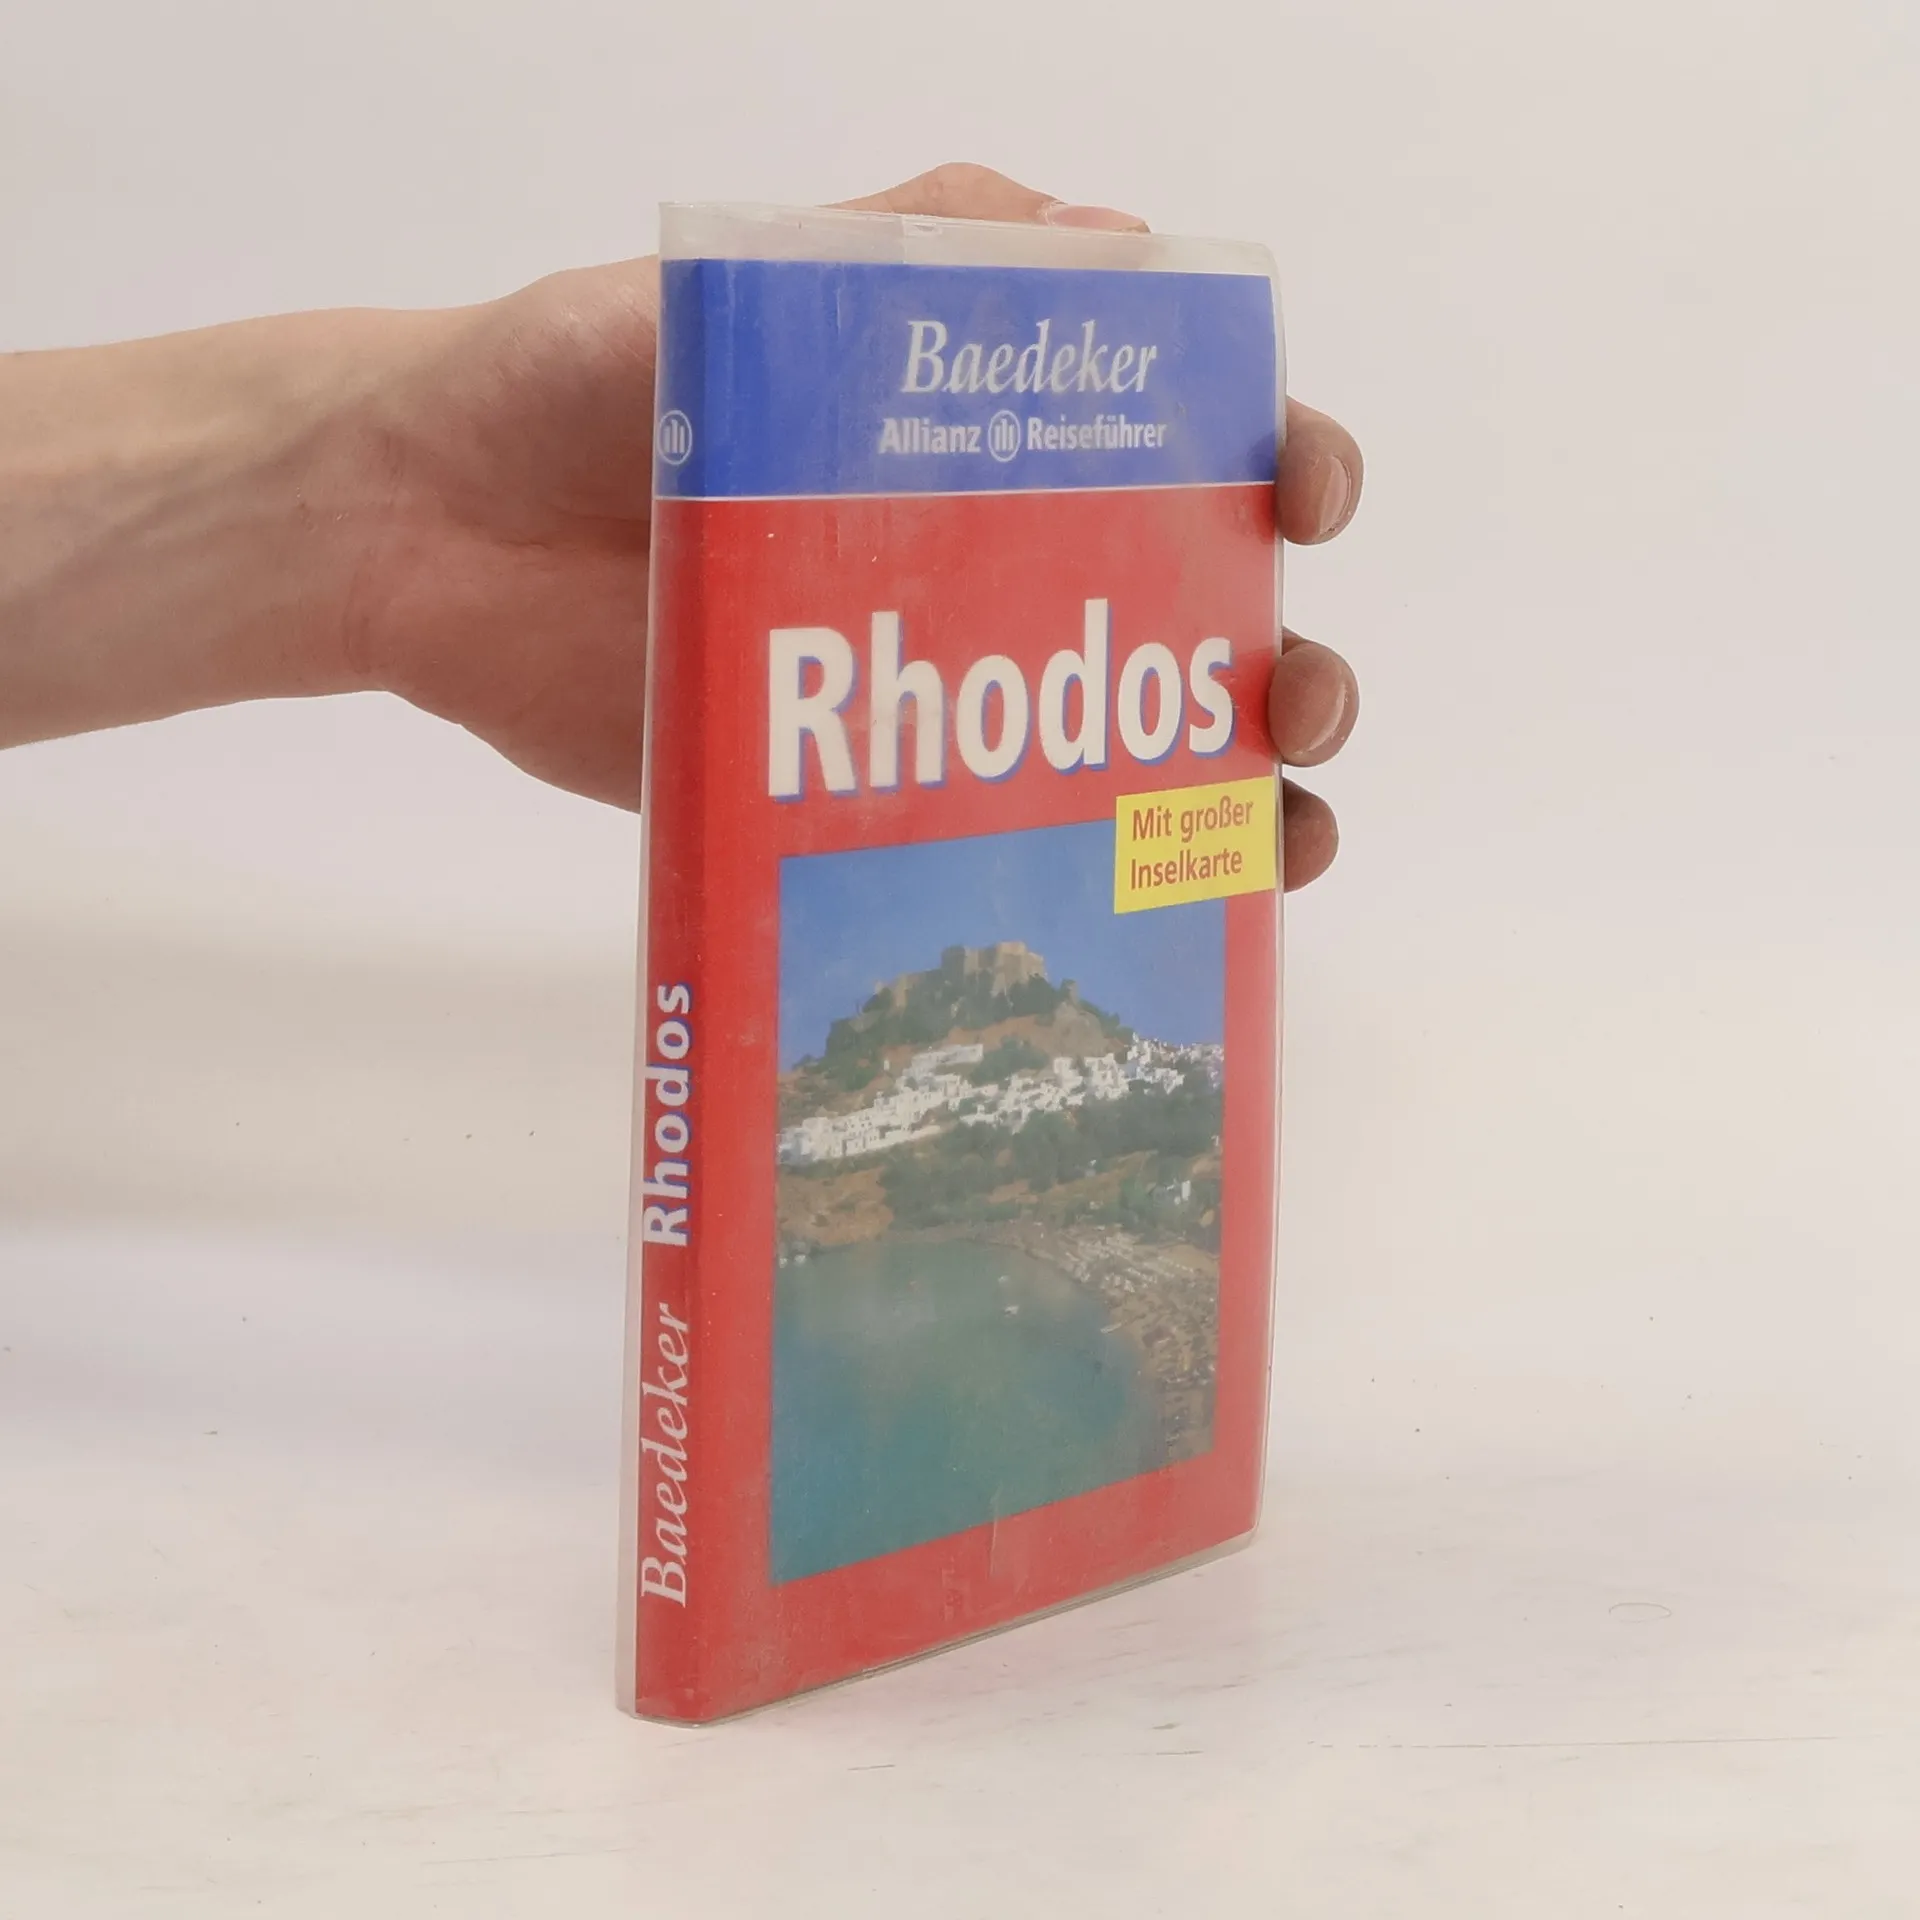 Baedeker
Allianz Reiseführer
Rhodos
Mit großer
Inselkarte
Baedeker Rhodos